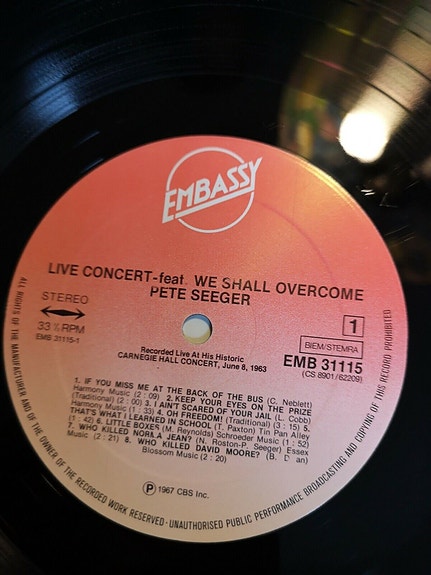 EMBASSY
LIVE CONCERT-feat. WE SHALL OVERCOME
PETE SEEGER
STEREO
33 ⅓ RPM
EMB 31115-1
1
BIEM/STEMRA
EMB 31115
(CS 8901/62209)
Recorded Live At His Historic
CARNEGIE HALL CONCERT, June 8, 1963
1. IF YOU MISS ME AT THE BACK OF THE BUS (C. Neblett)
Harmony Music (2 : 09) 2. KEEP YOUR EYES ON THE PRIZE
(Traditional) (2 : 00) 3. I AIN'T SCARED OF YOUR JAIL (L. Cobb)
Harmony Music (1 : 33) 4. OH FREEDOM! (Traditional) (3 : 15) 5.
THAT'S WHAT I LEARNED IN SCHOOL (T. Paxton) Tin Pan Alley
(1 : 42) 6. LITTLE BOXES (M. Reynolds) Schroeder Music (1 : 52)
7. WHO KILLED NORMA JEAN? (N. Roston-P. Seeger) Essex
Music (2 : 21) 8. WHO KILLED DAVID MOORE? (B.
Blossom Music (2 : 20)
Ⓟ 1967 CBS Inc.
ALL RIGHTS OF THE MANUFACTURER AND OF THE OWNER OF THE RECORDED WORK RESERVED · UNAUTHORISED PUBLIC PERFORMANCE BROADCASTING AND COPYING OF THIS RECORD PROHIBITED